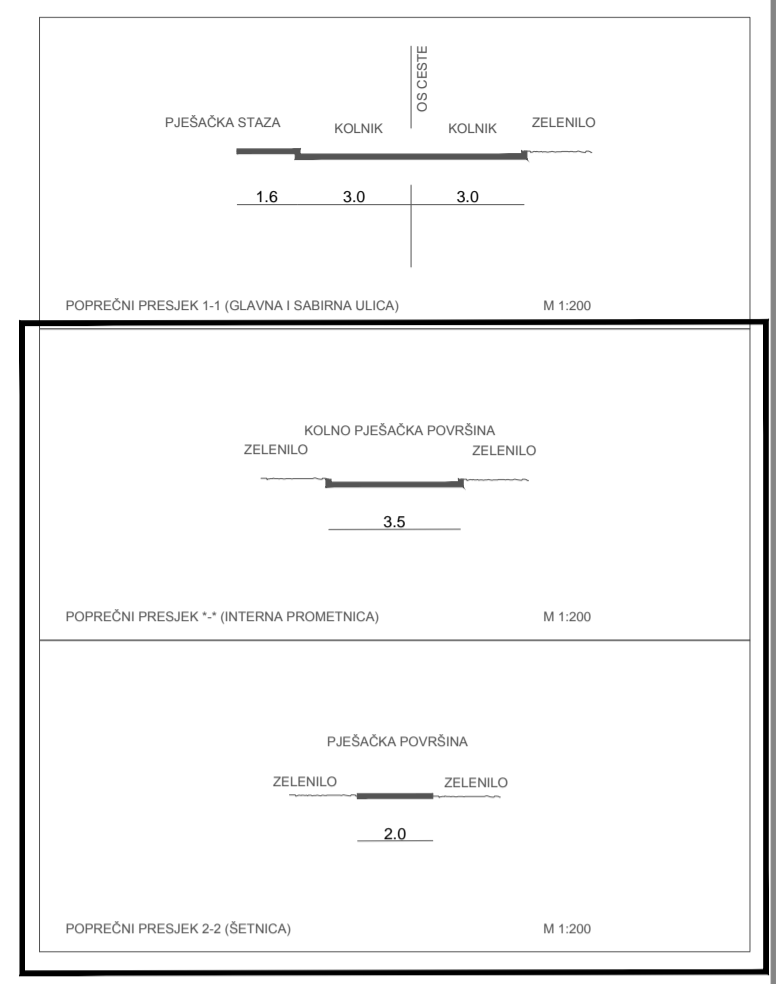 OS CESTE
PJEŠAČKA STAZA KOLNIK KOLNIK ZELENILO
1.6 3.0 3.0
POPREČNI PRESJEK 1-1 (GLAVNA I SABIRNA ULICA) M 1:200
KOLNO PJEŠAČKA POVRŠINA
ZELENILO ZELENILO
3.5
POPREČNI PRESJEK *-* (INTERNA PROMETNICA) M 1:200
PJEŠAČKA POVRŠINA
ZELENILO ZELENILO
2.0
POPREČNI PRESJEK 2-2 (ŠETNICA) M 1:200